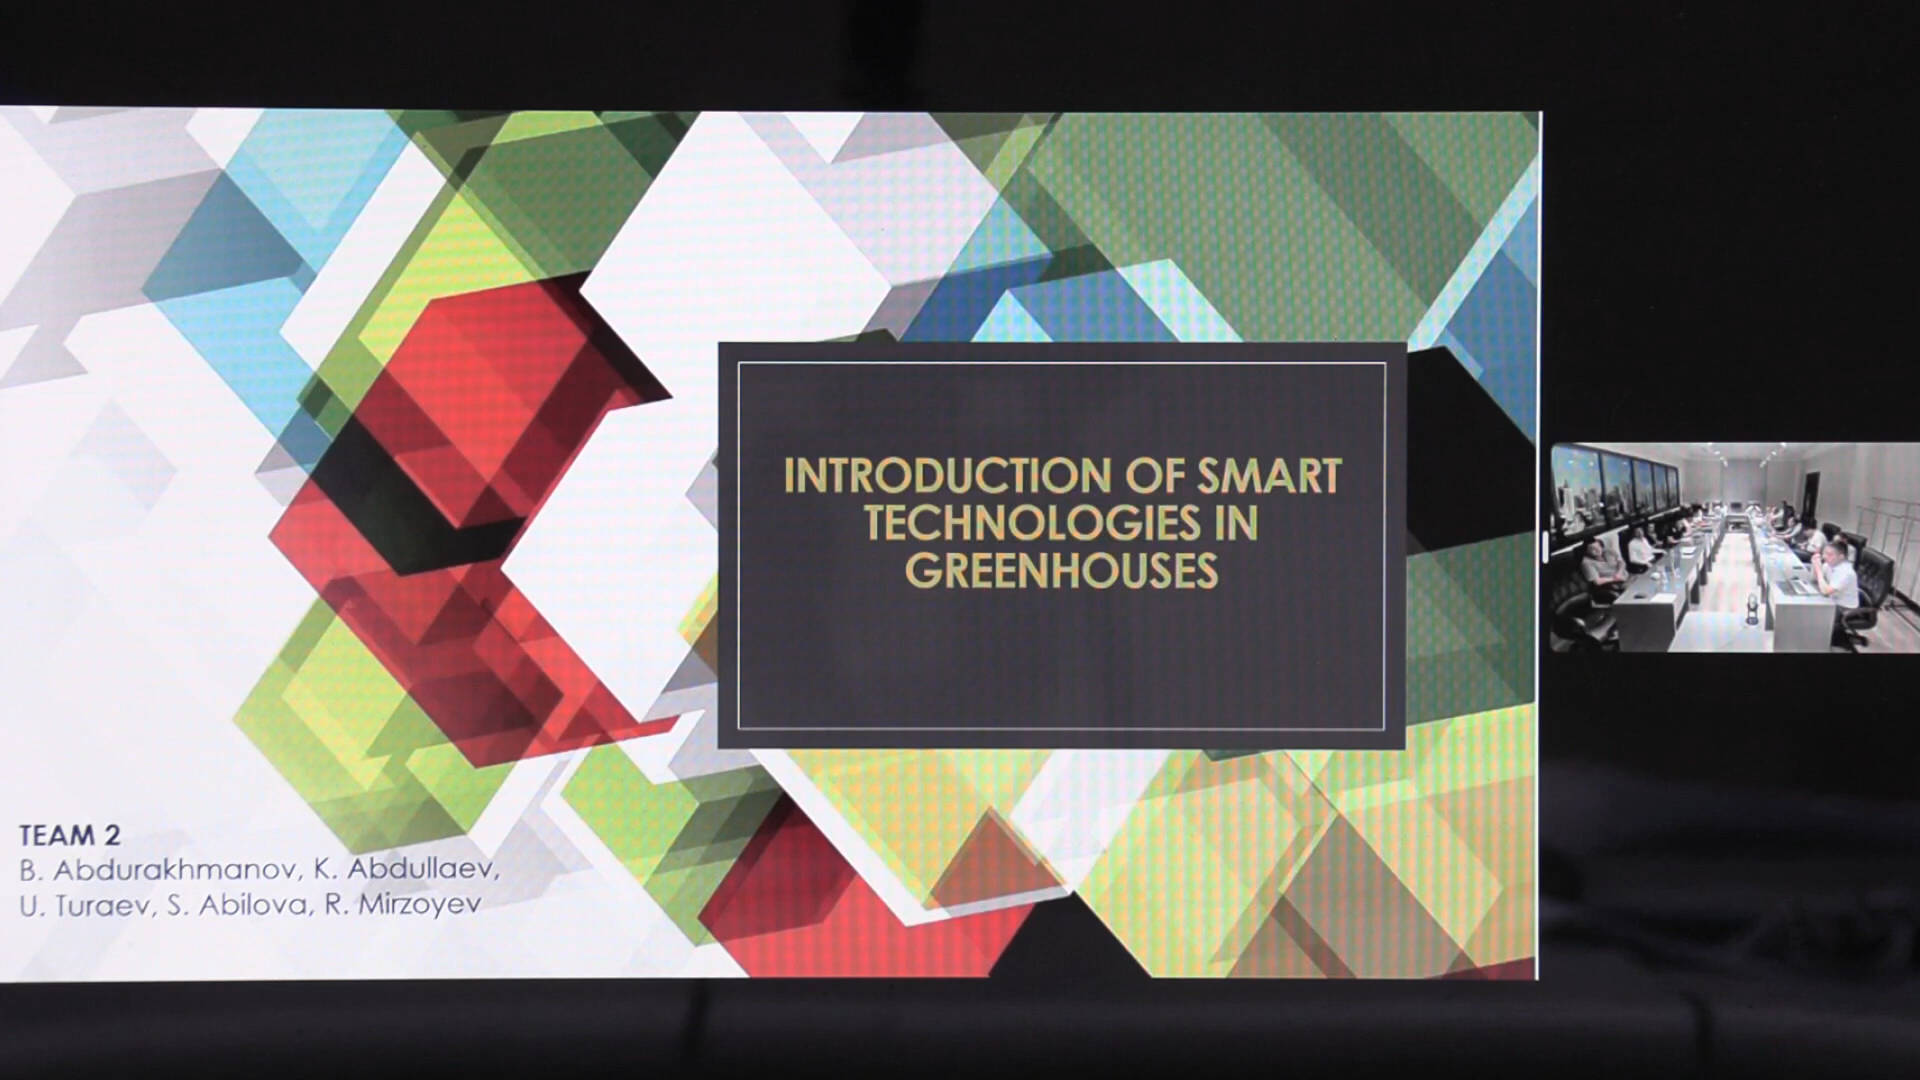 INTRODUCTION OF SMART
TECHNOLOGIES IN
GREENHOUSES
TEAM 2
B. Abdurakhmanov, K. Abdullaev,
U. Turaev, S. Abilova, R. Mirzoyev